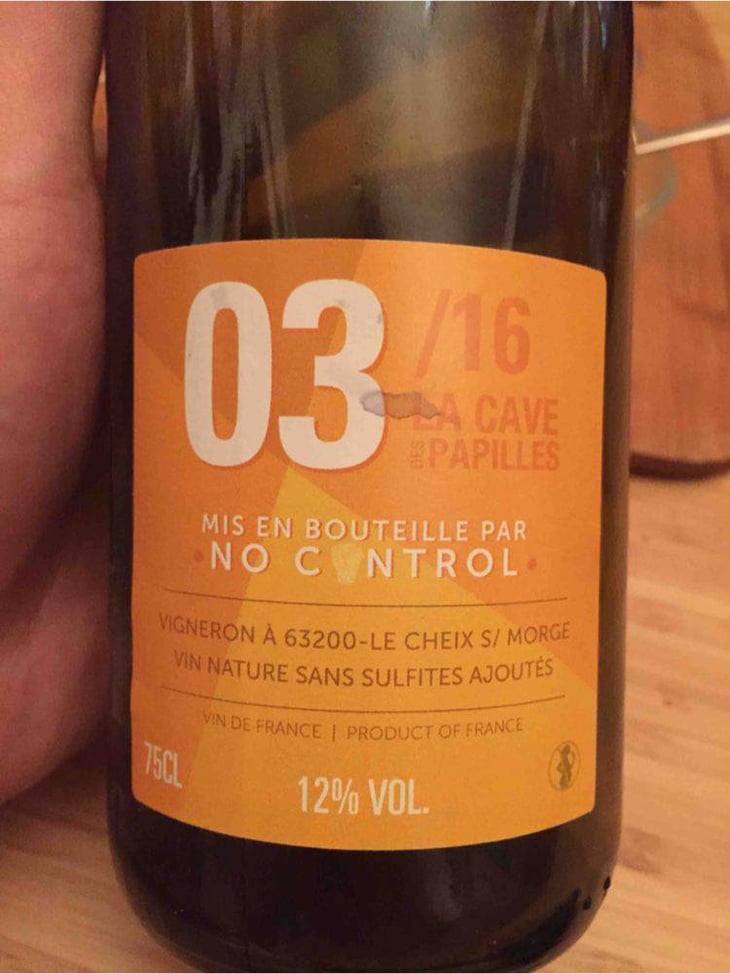 03 /16
LA CAVE
DES PAPILLES
MIS EN BOUTEILLE PAR
• NO C NTROL •
VIGNERON À 63200-LE CHEIX S/ MORGE
VIN NATURE SANS SULFITES AJOUTÉS
VIN DE FRANCE | PRODUCT OF FRANCE
75CL
12% VOL.